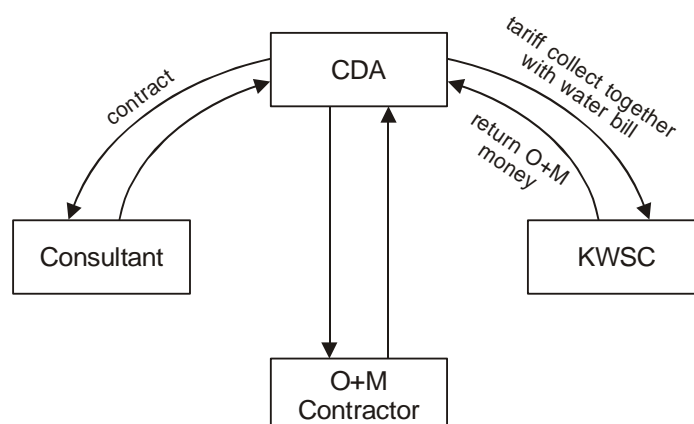 CDA
contract
tariff collect together
with water bill
return O+M
money
Consultant
KWSC
O+M
Contractor